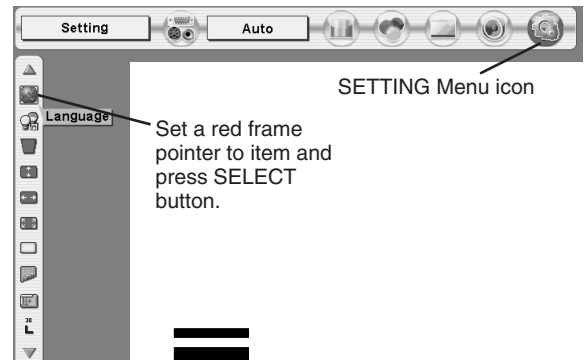 Setting
Auto
SETTING Menu icon
Language
Set a red frame
pointer to item and
press SELECT
button.